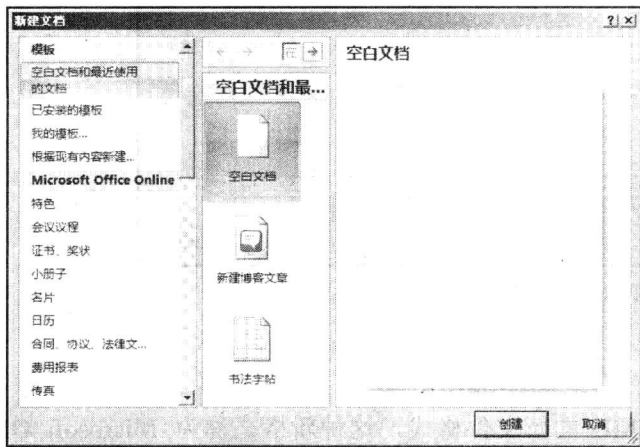 新建文档
模板
空白文档和最近使用
的文档
已安装的模板
我的模板...
根据现有内容新建...
Microsoft Office Online
特色
会议议程
证书、奖状
小册子
名片
日历
合同、协议、法律文...
费用报表
传真
空白文档和最...
空白文档
新建博客文章
书法字帖
空白文档
创建
取消